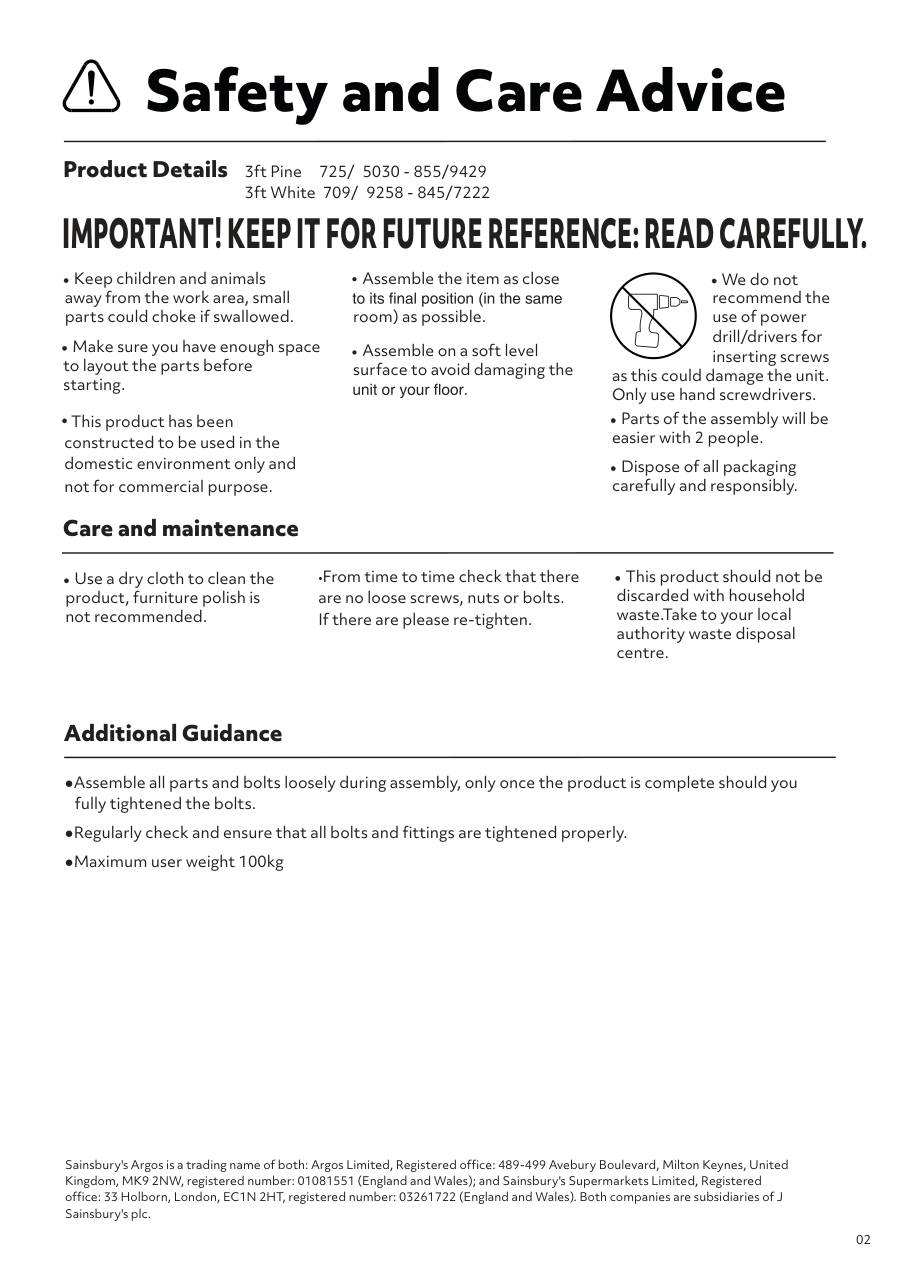 Safety and Care Advice
Product Details 3ft Pine 725/ 5030 - 855/9429
3ft White 709/ 9258 - 845/7222
IMPORTANT! KEEP IT FOR FUTURE REFERENCE: READ CAREFULLY.
• Keep children and animals
away from the work area, small
parts could choke if swallowed.
• Make sure you have enough space
to layout the parts before
starting.
• This product has been
constructed to be used in the
domestic environment only and
not for commercial purpose.
• Assemble the item as close
to its final position (in the same
room) as possible.
• Assemble on a soft level
surface to avoid damaging the
unit or your floor.
• We do not
recommend the
use of power
drill/drivers for
inserting screws
as this could damage the unit.
Only use hand screwdrivers.
• Parts of the assembly will be
easier with 2 people.
• Dispose of all packaging
carefully and responsibly.
Care and maintenance
• Use a dry cloth to clean the
product, furniture polish is
not recommended.
•From time to time check that there
are no loose screws, nuts or bolts.
If there are please re-tighten.
• This product should not be
discarded with household
waste.Take to your local
authority waste disposal
centre.
Additional Guidance
●Assemble all parts and bolts loosely during assembly, only once the product is complete should you
fully tightened the bolts.
●Regularly check and ensure that all bolts and fittings are tightened properly.
●Maximum user weight 100kg
Sainsbury's Argos is a trading name of both: Argos Limited, Registered office: 489-499 Avebury Boulevard, Milton Keynes, United
Kingdom, MK9 2NW, registered number: 01081551 (England and Wales); and Sainsbury's Supermarkets Limited, Registered
office: 33 Holborn, London, EC1N 2HT, registered number: 03261722 (England and Wales). Both companies are subsidiaries of J
Sainsbury's plc.
02